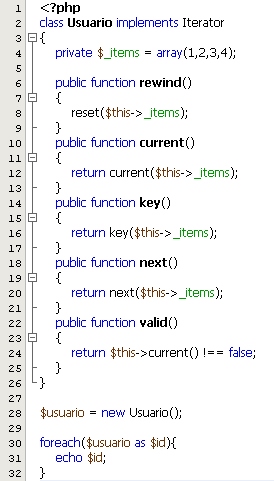 1 <?php
2 class Usuario implements Iterator
3 {
4 private $_items = array(1,2,3,4);
5
6 public function rewind()
7 {
8 reset($this->_items);
9 }
10 public function current()
11 {
12 return current($this->_items);
13 }
14 public function key()
15 {
16 return key($this->_items);
17 }
18 public function next()
19 {
20 return next($this->_items);
21 }
22 public function valid()
23 {
24 return $this->current() !== false;
25 }
26 }
27
28 $usuario = new Usuario();
29
30 foreach($usuario as $id){
31 echo $id;
32 }